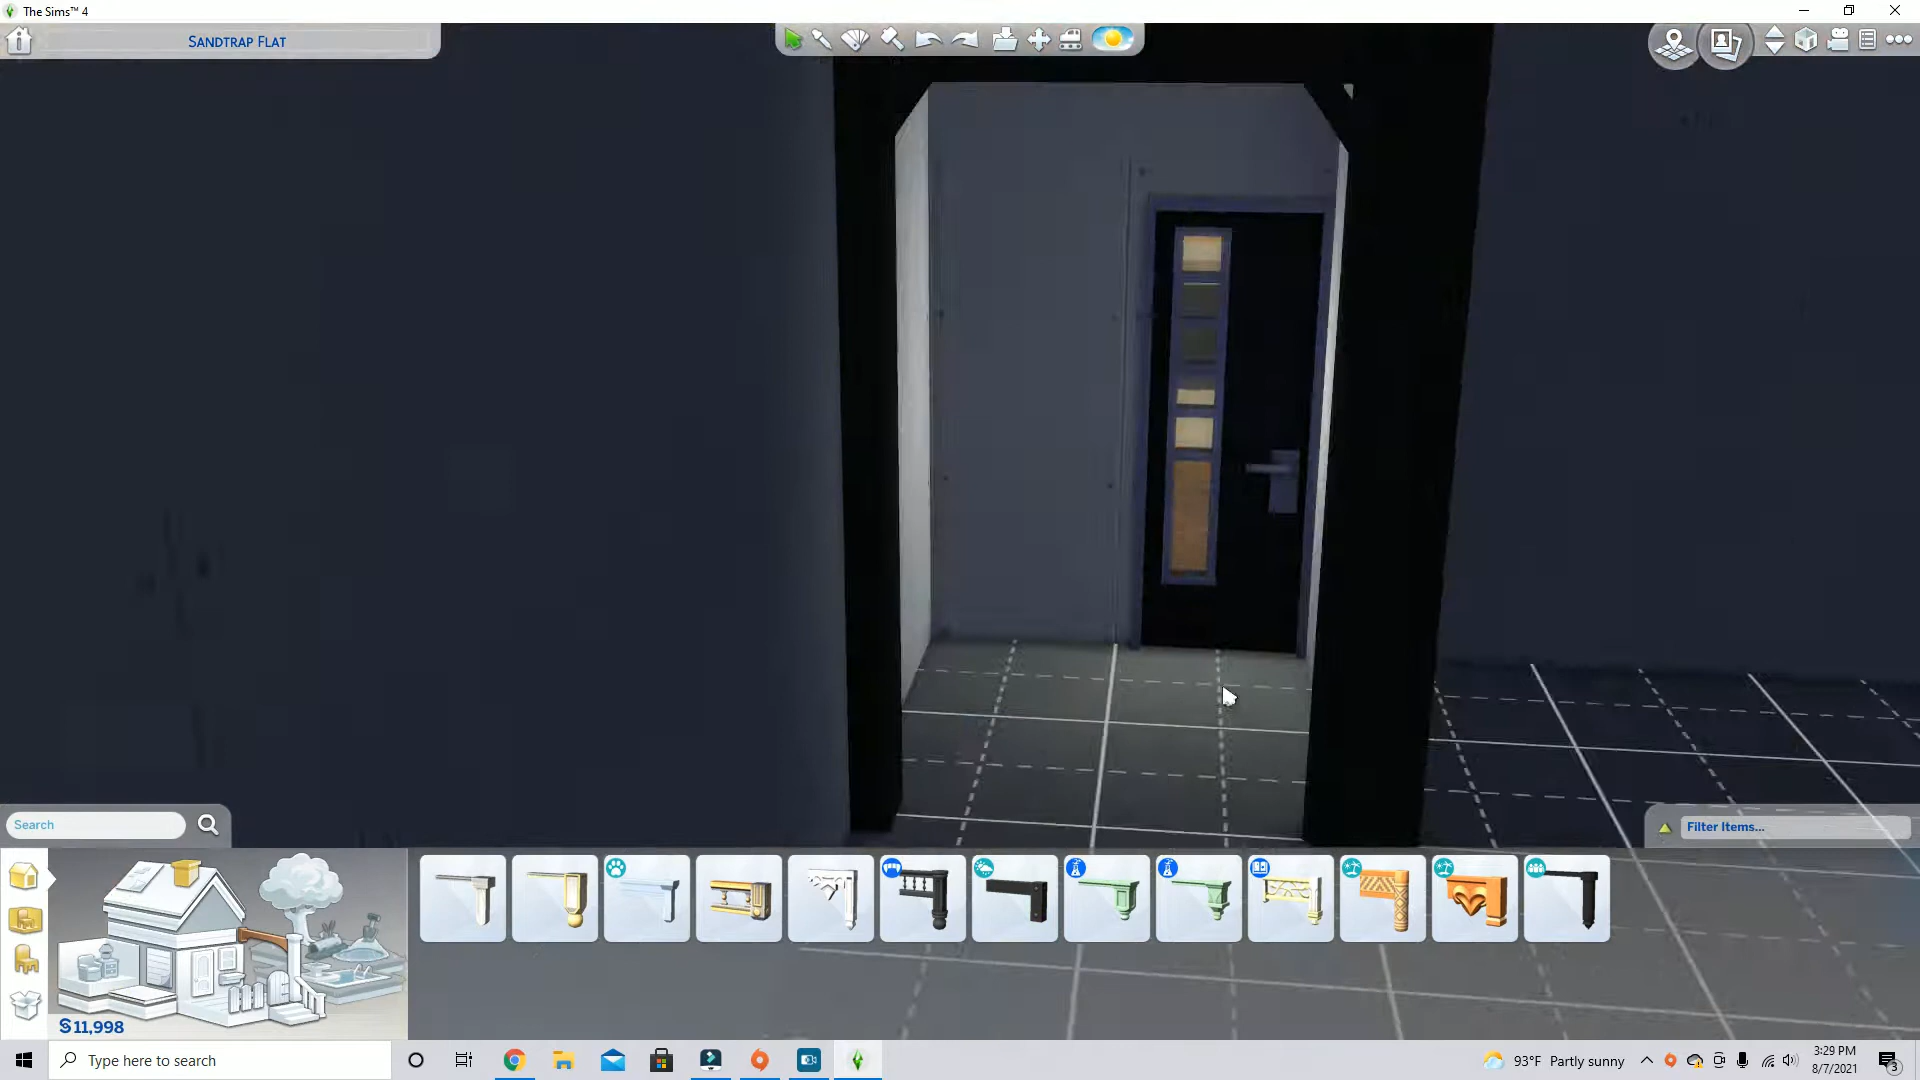 The Sims™ 4
SANDTRAP FLAT
Search
Filter Items...
§11,998
Type here to search
93°F Partly sunny
3:29 PM
8/7/2021
3